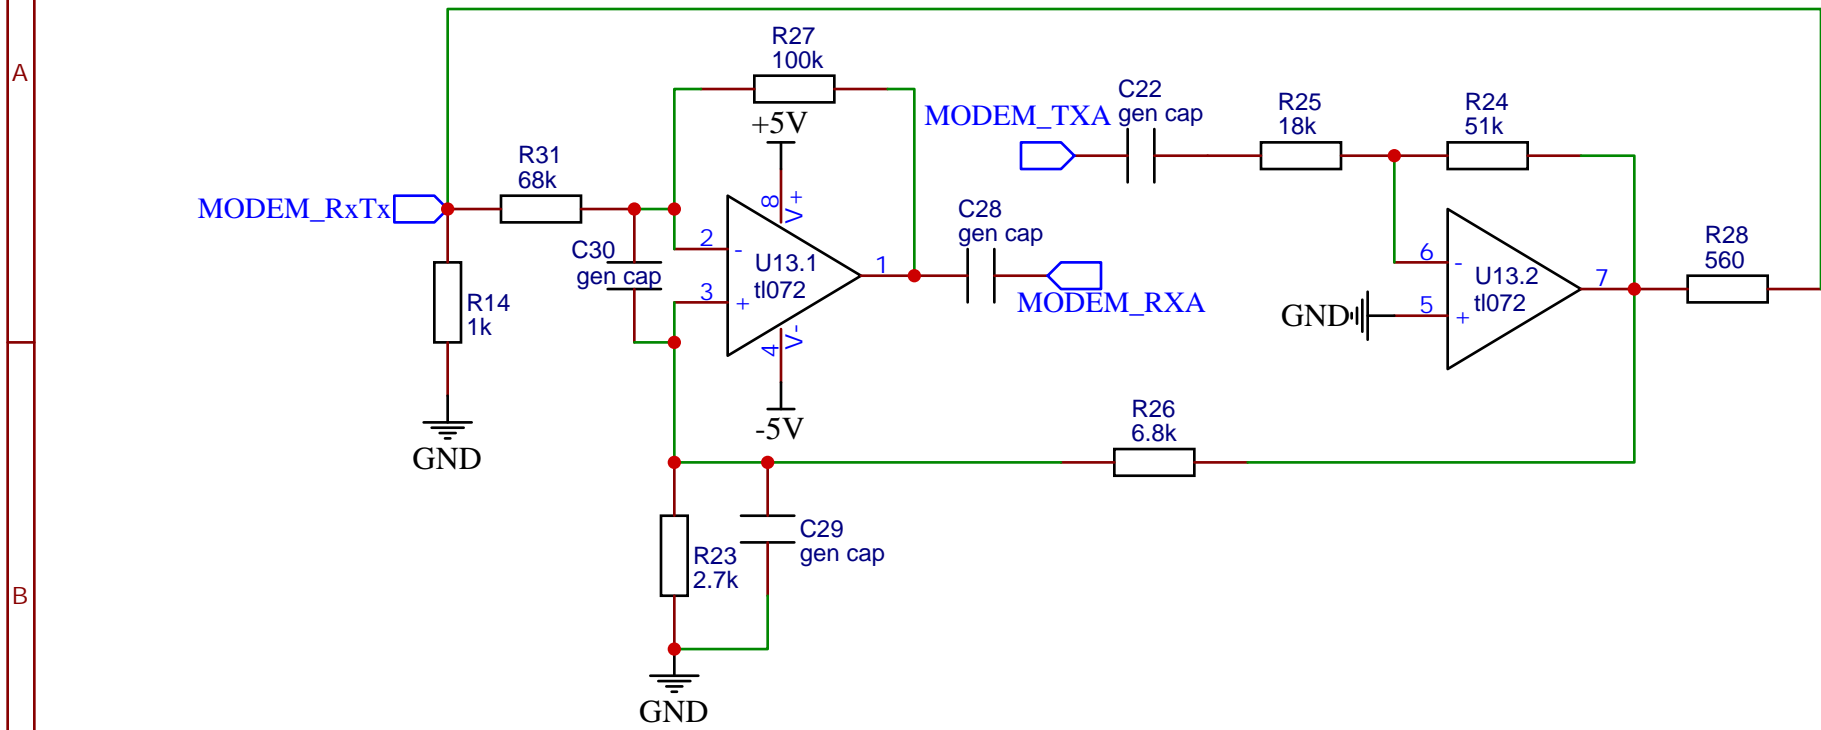 A
R27
100k
+5V
C22
gen cap
MODEM_TXA
R25
18k
R24
51k
R31
68k
MODEM_RxTx
8
V+
C28
gen cap
C30
gen cap
2
-
U13.1
tl072
1
3
+
MODEM_RXA
R14
1k
4
V-
-5V
GND
6
-
U13.2
tl072
7
GND
5
+
R28
560
R26
6.8k
R23
2.7k
C29
gen cap
B
GND